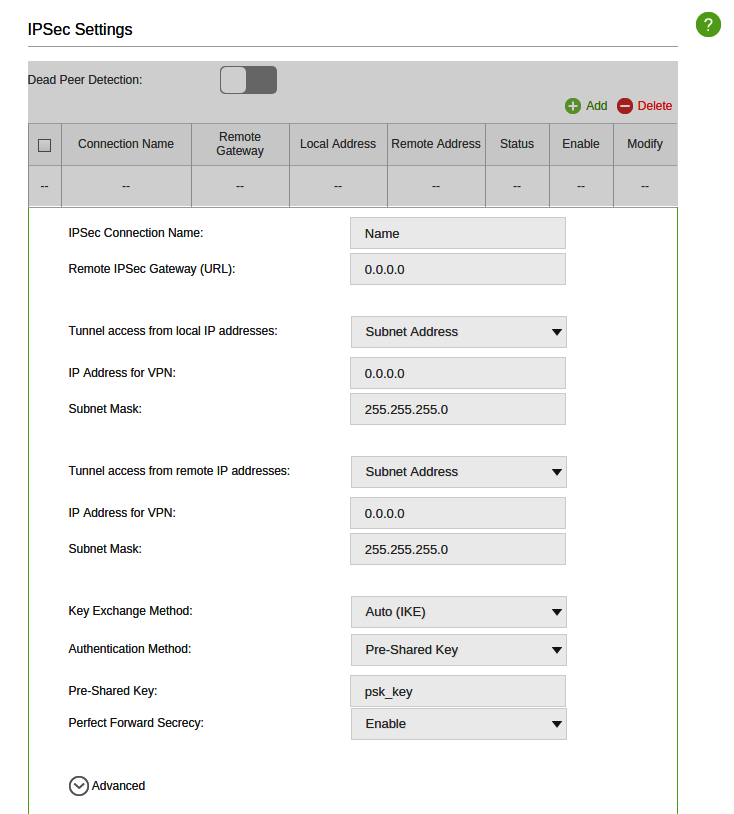 IPSec Settings
?
Dead Peer Detection:
Add Delete
Connection Name Remote Gateway Local Address Remote Address Status Enable Modify
-- -- -- -- -- -- -- --
IPSec Connection Name: Name
Remote IPSec Gateway (URL): 0.0.0.0
Tunnel access from local IP addresses: Subnet Address
IP Address for VPN: 0.0.0.0
Subnet Mask: 255.255.255.0
Tunnel access from remote IP addresses: Subnet Address
IP Address for VPN: 0.0.0.0
Subnet Mask: 255.255.255.0
Key Exchange Method: Auto (IKE)
Authentication Method: Pre-Shared Key
Pre-Shared Key: psk_key
Perfect Forward Secrecy: Enable
Advanced